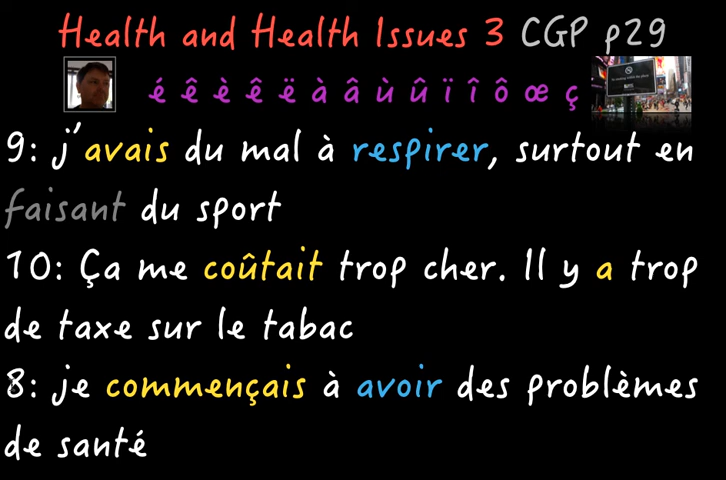 Health and Health Issues 3 CGP p29
é ê è ê ë à â ù û ï î ô œ ç
9: j'avais du mal à respirer, surtout en
faisant du sport
10: Ça me coûtait trop cher. Il y a trop
de taxe sur le tabac
8: je commençais à avoir des problèmes
de santé